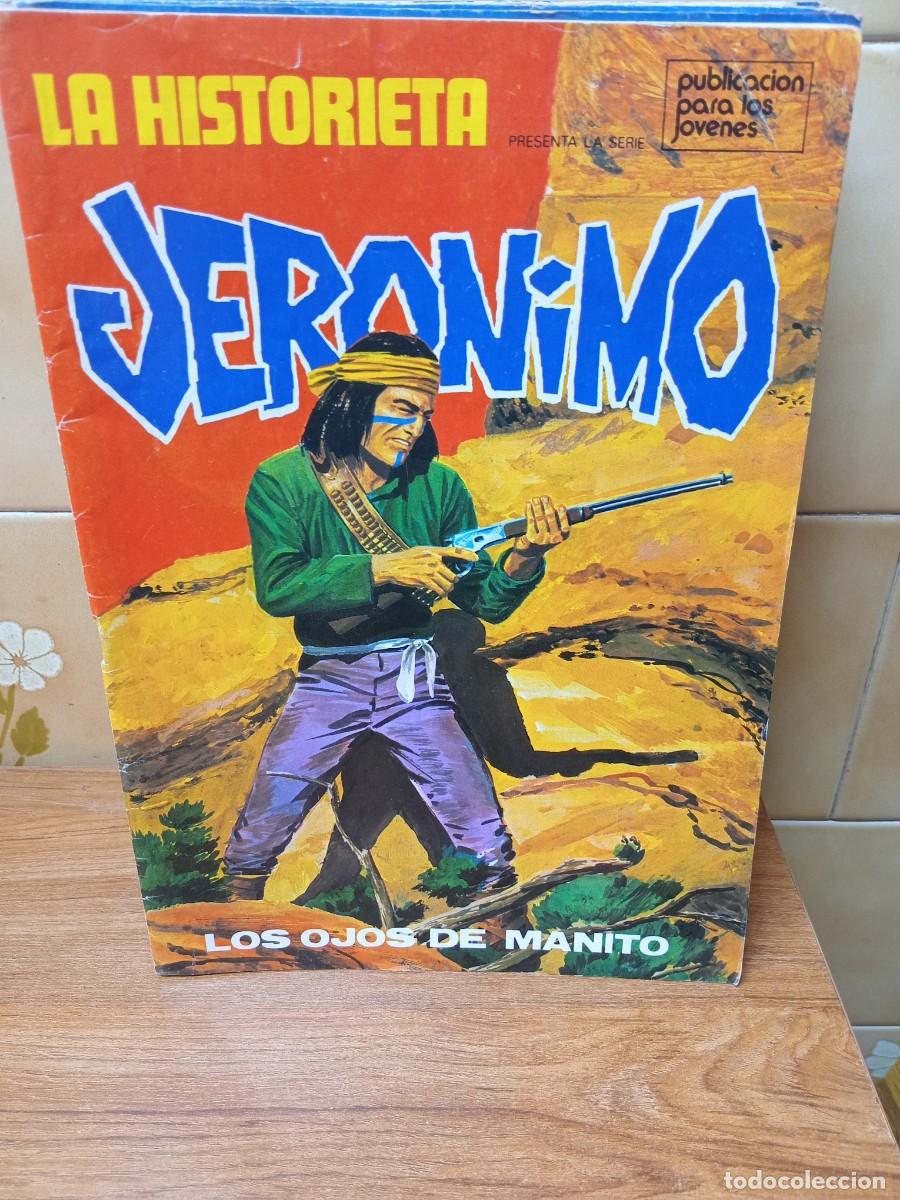 LA HISTORIETA
PRESENTA LA SERIE
publicacion
para los
jovenes
JERONiMO
LOS OJOS DE MANITO
todocoleccion